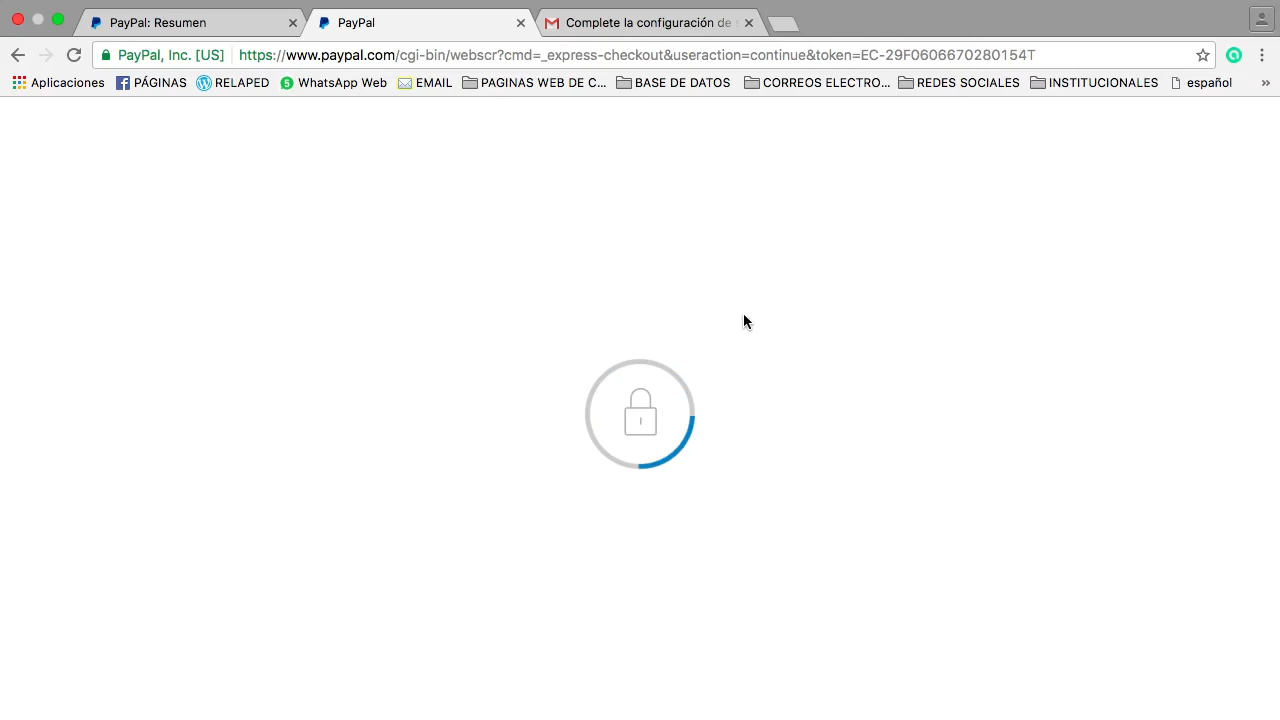 PayPal: Resumen
PayPal
Complete la configuración de
PayPal, Inc. [US]
https://www.paypal.com/cgi-bin/webscr?cmd=_express-checkout&useraction=continue&token=EC-29F0606670280154T
Aplicaciones
PÁGINAS
RELAPED
WhatsApp Web
EMAIL
PAGINAS WEB DE C...
BASE DE DATOS
CORREOS ELECTRO...
REDES SOCIALES
INSTITUCIONALES
español